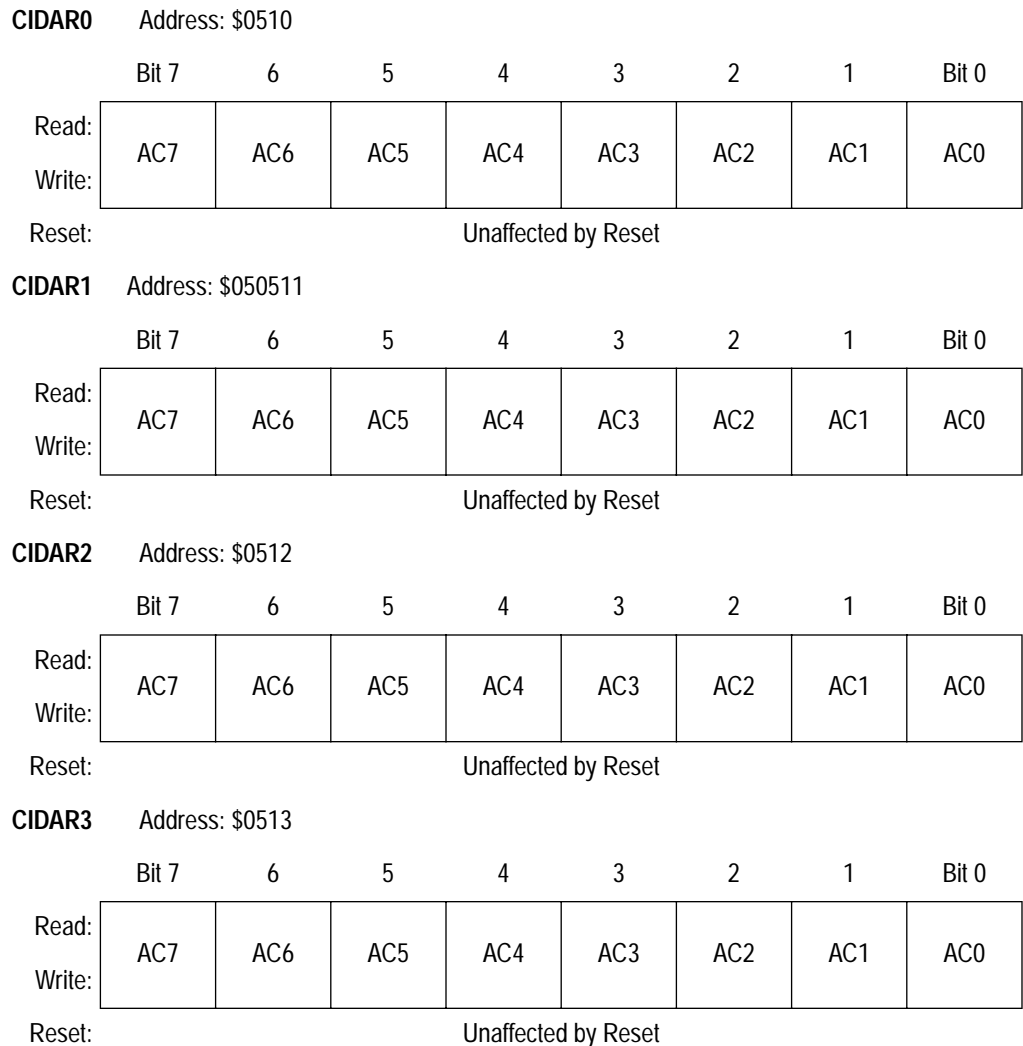 CIDAR0 Address: $0510
Bit 7 6 5 4 3 2 1 Bit 0
Read:
AC7 AC6 AC5 AC4 AC3 AC2 AC1 AC0
Write:
Reset: Unaffected by Reset
CIDAR1 Address: $050511
Bit 7 6 5 4 3 2 1 Bit 0
Read:
AC7 AC6 AC5 AC4 AC3 AC2 AC1 AC0
Write:
Reset: Unaffected by Reset
CIDAR2 Address: $0512
Bit 7 6 5 4 3 2 1 Bit 0
Read:
AC7 AC6 AC5 AC4 AC3 AC2 AC1 AC0
Write:
Reset: Unaffected by Reset
CIDAR3 Address: $0513
Bit 7 6 5 4 3 2 1 Bit 0
Read:
AC7 AC6 AC5 AC4 AC3 AC2 AC1 AC0
Write:
Reset: Unaffected by Reset